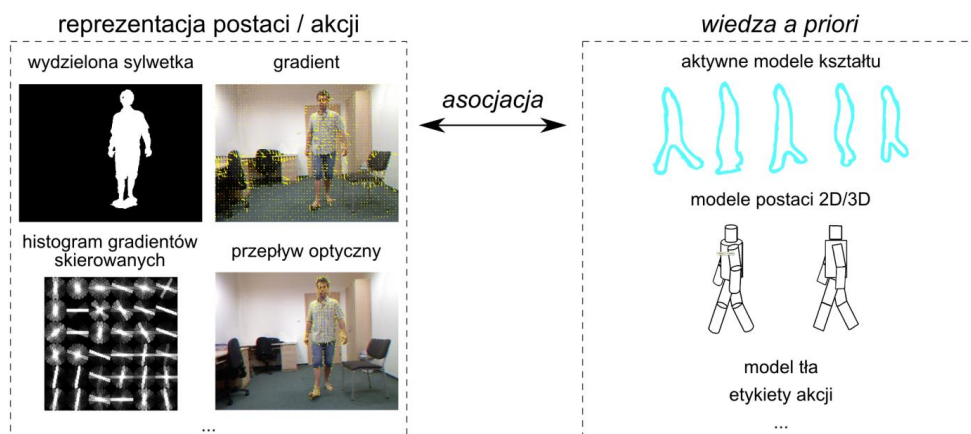 reprezentacja postaci / akcji
wydzielona sylwetka
gradient
histogram gradientów
skierowanych
przepływ optyczny
...
asocjacja
wiedza a priori
aktywne modele kształtu
modele postaci 2D/3D
model tła
etykiety akcji
...